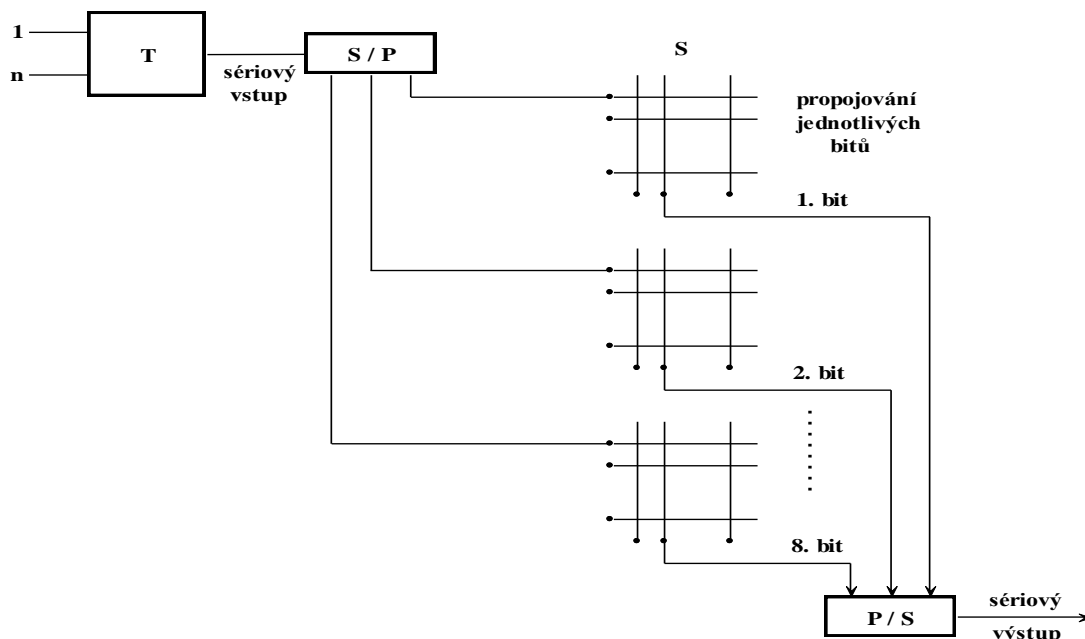 1
n
T
sériový
vstup
S / P
S
propojování
jednotlivých
bitů
1. bit
2. bit
8. bit
P / S
sériový
výstup